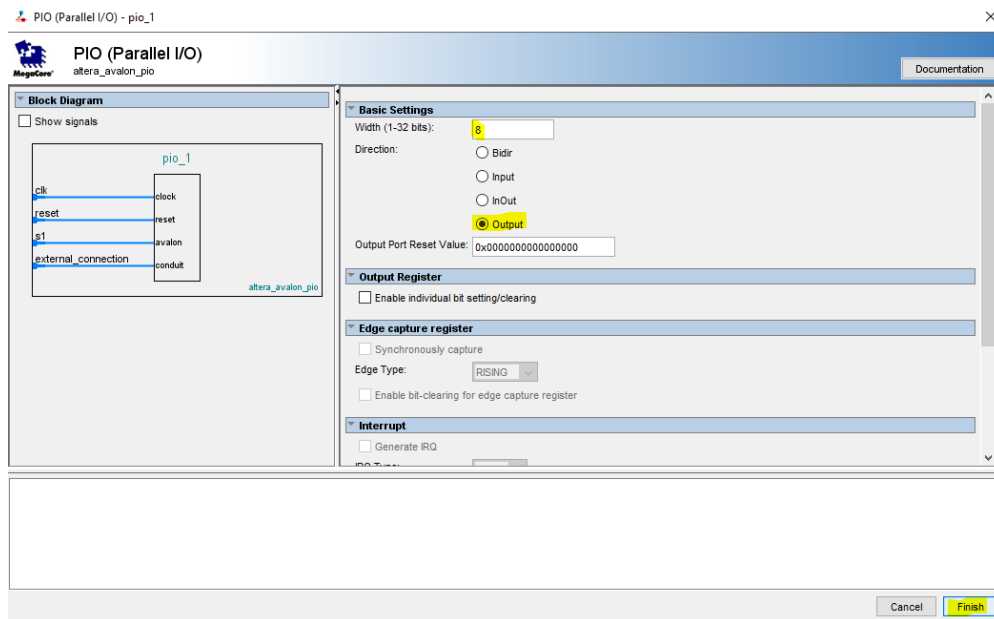 PIO (Parallel I/O) - pio_1
PIO (Parallel I/O)
altera_avalon_pio
MegaCore'
Documentation
Block Diagram
Show signals
pio_1
clk
clock
reset
reset
s1
avalon
external_connection
conduit
altera_avalon_pio
Basic Settings
Width (1-32 bits):
8
Direction:
Bidir
Input
InOut
Output
Output Port Reset Value:
0x0000000000000000
Output Register
Enable individual bit setting/clearing
Edge capture register
Synchronously capture
Edge Type:
RISING
Enable bit-clearing for edge capture register
Interrupt
Generate IRQ
IRQ Type:
Cancel
Finish